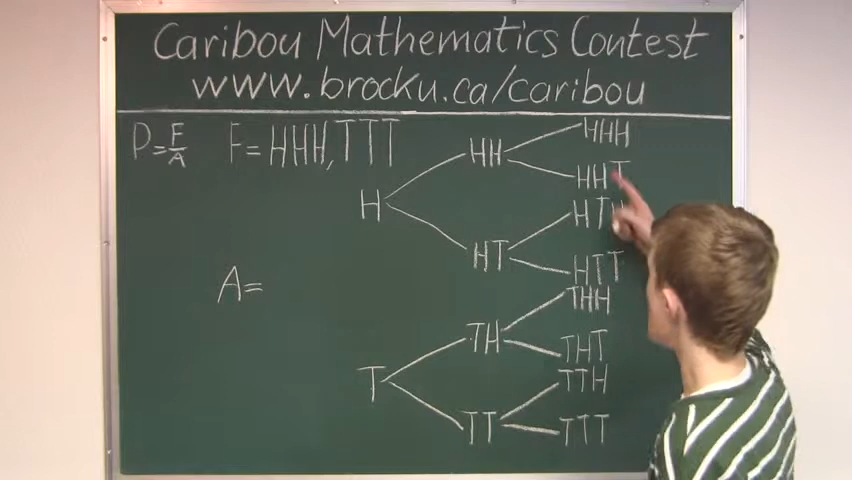 Caribou Mathematics Contest
www.brocku.ca/caribou
P=F/A
F=HHH,TTT
A=
H
T
HH
HT
TH
TT
HHH
HHT
HTH
HTT
THH
THT
TTH
TTT